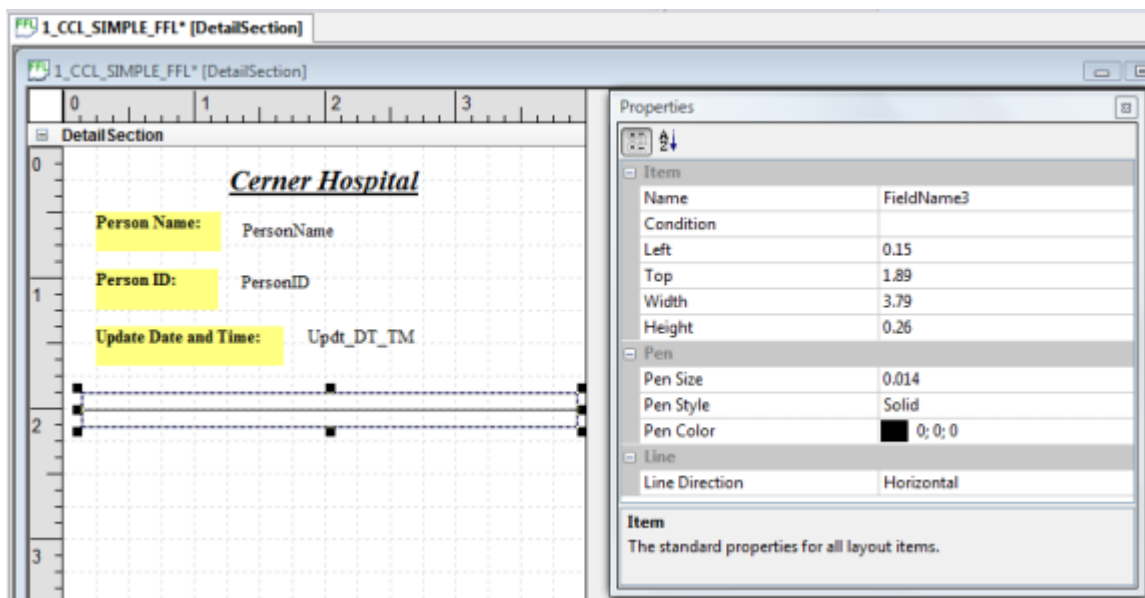 1_CCL_SIMPLE_FFL* [DetailSection]
1_CCL_SIMPLE_FFL* [DetailSection]
0 1 2 3
DetailSection
0
Cerner Hospital
Person Name: PersonName
Person ID: PersonID
1
Update Date and Time: Updt_DT_TM
2
3
Properties
Item
Name FieldName3
Condition
Left 0.15
Top 1.89
Width 3.79
Height 0.26
Pen
Pen Size 0.014
Pen Style Solid
Pen Color 0; 0; 0
Line
Line Direction Horizontal
Item
The standard properties for all layout items.